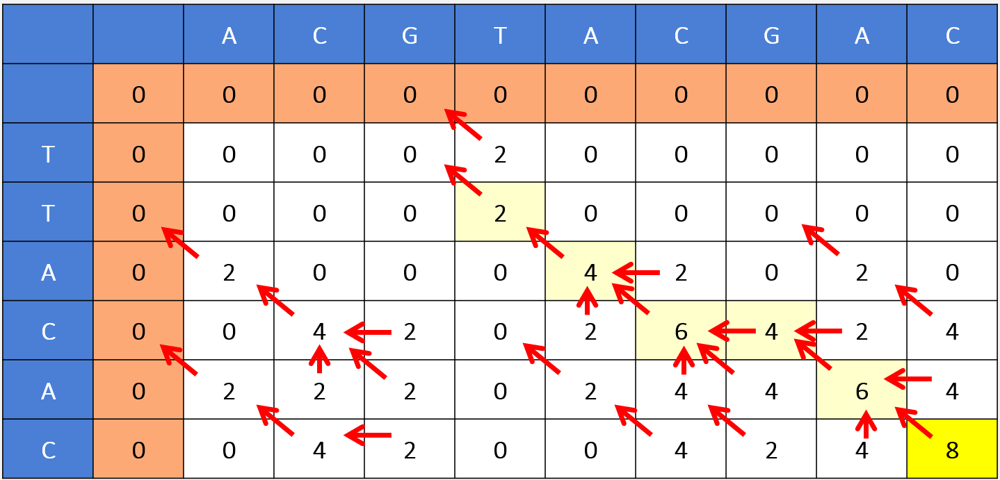 A C G T A C G A C
0 0 0 0 0 0 0 0 0 0
T 0 0 0 0 2 0 0 0 0 0
T 0 0 0 0 2 0 0 0 0 0
A 0 2 0 0 0 4 2 0 2 0
C 0 0 4 2 0 2 6 4 2 4
A 0 2 2 2 0 2 4 4 6 4
C 0 0 4 2 0 0 4 2 4 8